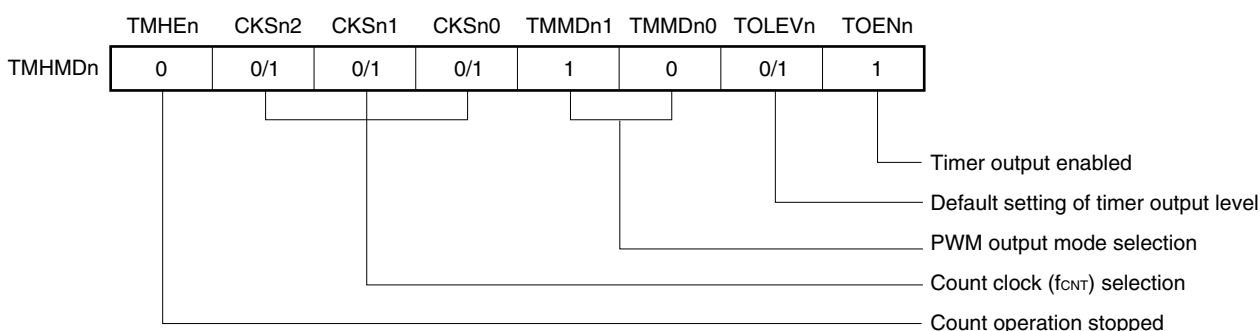 TMHEn CKSn2 CKSn1 CKSn0 TMMDn1 TMMDn0 TOLEVn TOENn
TMHMDn 0 0/1 0/1 0/1 1 0 0/1 1
Timer output enabled
Default setting of timer output level
PWM output mode selection
Count clock (fCNT) selection
Count operation stopped